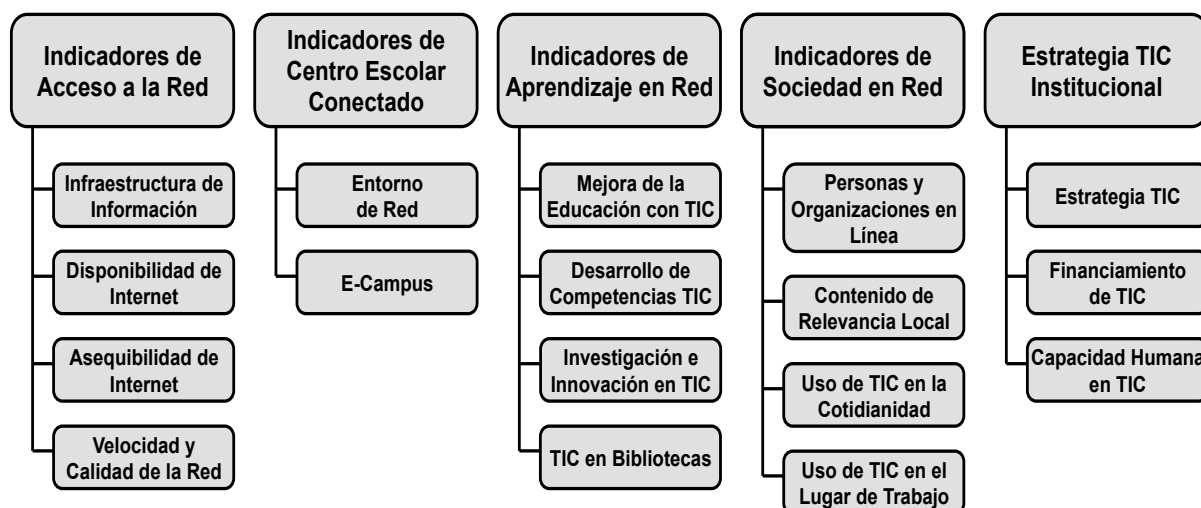 Indicadores de
Acceso a la Red
Infraestructura de
Información
Disponibilidad de
Internet
Asequibilidad de
Internet
Velocidad y
Calidad de la Red
Indicadores de
Centro Escolar
Conectado
Entorno
de Red
E-Campus
Indicadores de
Aprendizaje en Red
Mejora de la
Educación con TIC
Desarrollo de
Competencias TIC
Investigación e
Innovación en TIC
TIC en Bibliotecas
Indicadores de
Sociedad en Red
Personas y
Organizaciones en
Línea
Contenido de
Relevancia Local
Uso de TIC en la
Cotidianidad
Uso de TIC en el
Lugar de Trabajo
Estrategia TIC
Institucional
Estrategia TIC
Financiamiento
de TIC
Capacidad Humana
en TIC